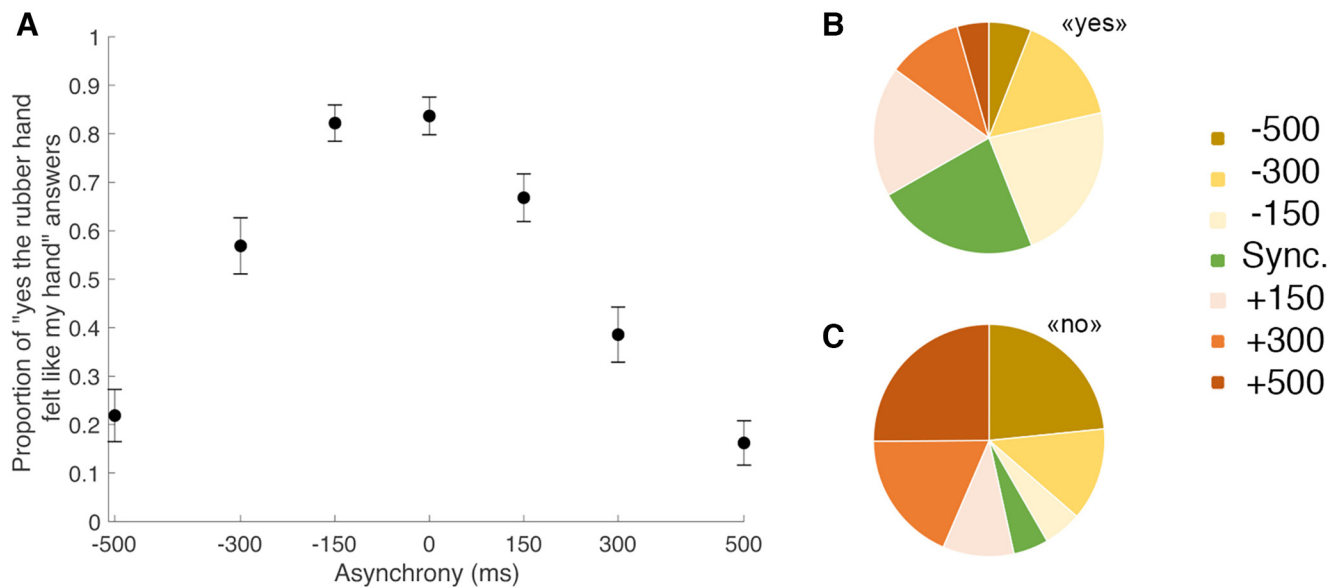 A
Proportion of "yes the rubber hand
felt like my hand" answers
1
0.9
0.8
0.7
0.6
0.5
0.4
0.3
0.2
0.1
0
-500
-300
-150
0
150
300
500
Asynchrony (ms)
B
«yes»
C
«no»
-500
-300
-150
Sync.
+150
+300
+500